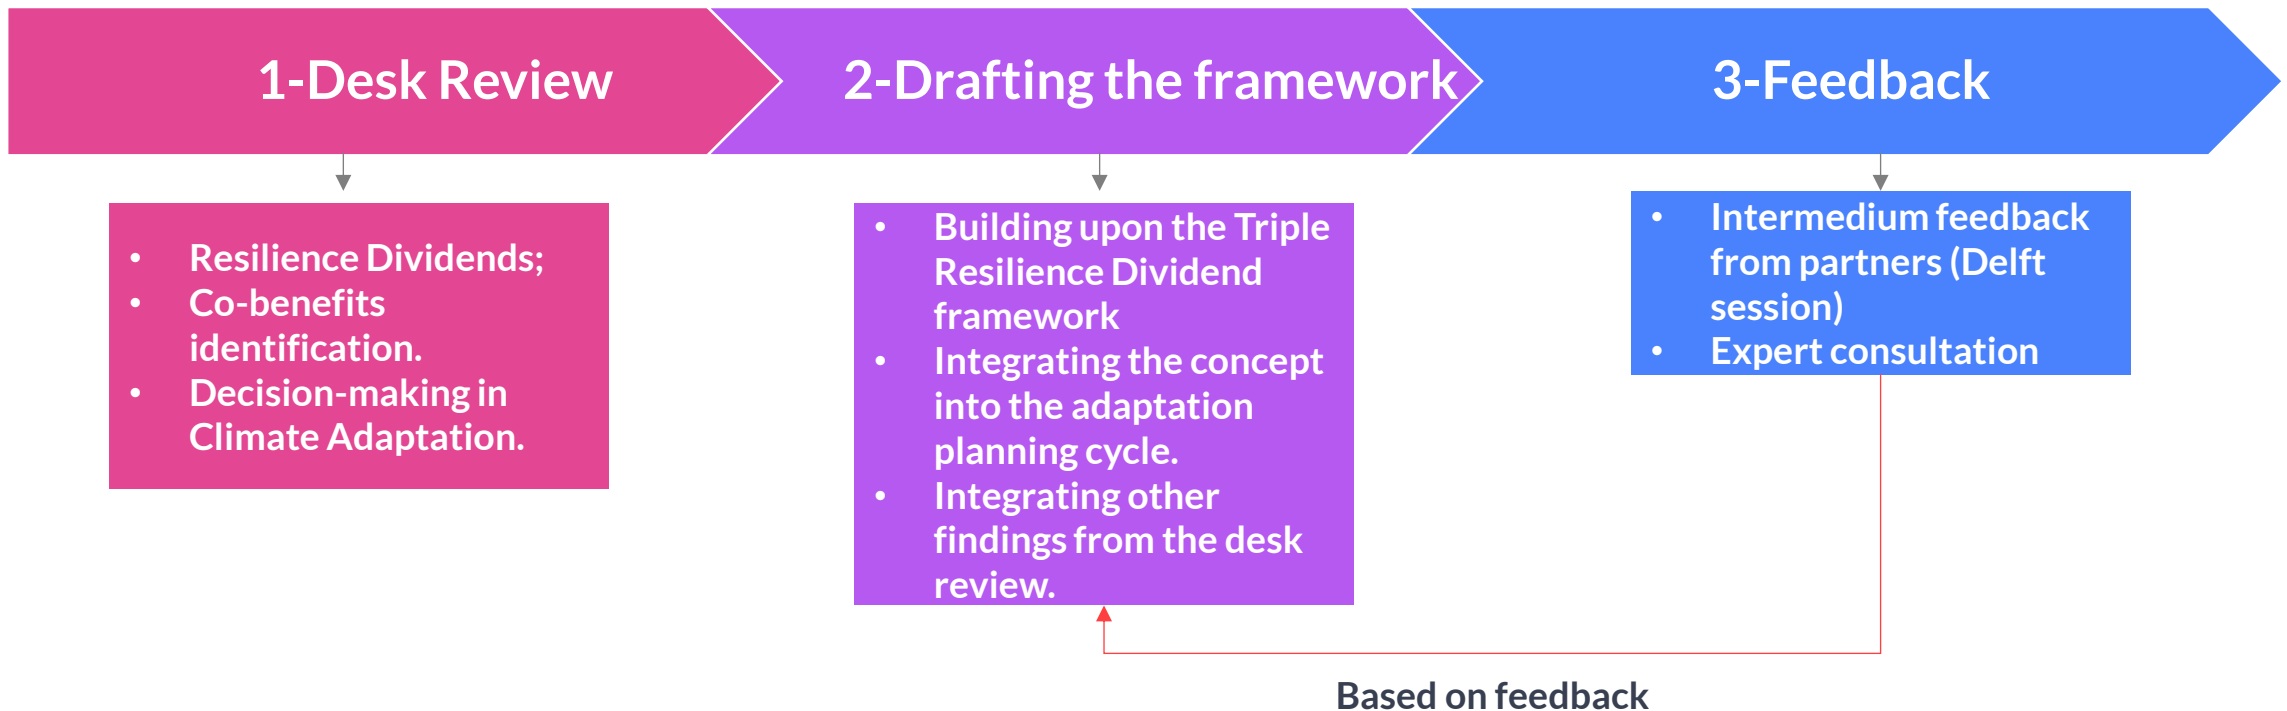 1-Desk Review
2-Drafting the framework
3-Feedback
• Resilience Dividends;
• Co-benefits
identification.
• Decision-making in
Climate Adaptation.
• Building upon the Triple
Resilience Dividend
framework
• Integrating the concept
into the adaptation
planning cycle.
• Integrating other
findings from the desk
review.
• Intermedium feedback
from partners (Delft
session)
• Expert consultation
Based on feedback